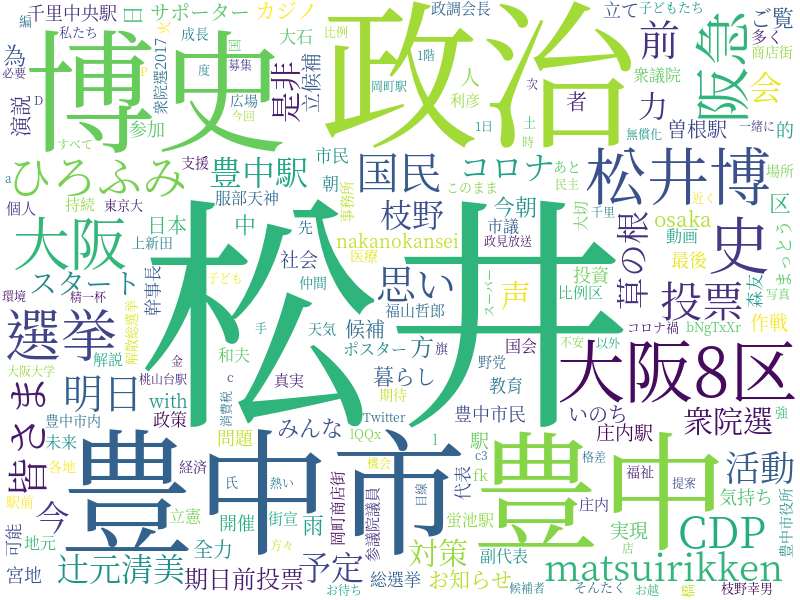 千里中央駅
サポーター
日
カジノ
政調会長
立て
子どもたち
ご覧
為
博史
政治
阪急
前
多く
編
私たち
成長
大石
比例
商店街
必要
火
衆院選2017
国
度
募集
立候補
是非
人
衆議院
会
演説
広場
今回
岡町駅
1階
次
者
力
利彦
参加
すべて
1日
土
時
曽根駅
無償化
一緒に
的
ひろふみ
豊中駅
市民
支援
朝
国民
コロナ
このまま
あと
民主
松井博
近く
場所
個人
持続
東京大
服部天神
事務所
枝野
今朝
草の根
史
区
大阪
日本
中
先
市議
政見放送
大切
千里
osaka
動画
まっとう
上新田
nakanokansei
社会
医療
最後
森友
写真
スタート
幹事長
子ども
仲間
思い
スーパー
声
投資
比例区
投票
作戦
環境
精一杯
福山哲郎
コロナ禍
bNgTxXr
選挙
松井
手
天気
候補
国会
不安
以外
解説
解散総選挙
和夫
ポスター
方
旗
野党
大阪8区
大阪大学
明日
桃山台駅
金
真実
暮らし
教育
with
c
消費税
期待
皆さま
豊中市内
政策
Twitter
豊中市民
いのち
衆院選
未来
問題
みんな
lQQx
l
駅
庄内駅
強
豊中市
豊中
各地
経済
氏
熱い
機会
目線
代表
c3
fk
格差
福祉
提案
活動
今
駅前
立憲
街宣
岡町商店街
参議院議員
庄内
気持ち
可能
地元
開催
雨
蛍池駅
実現
店
CDP
豊中市役所
辻元清美
全力
方々
予定
対策
副代表
matsuirikken
宮地
期日前投票
お待ち
総選挙
お知らせ
候補者
そんたく
お越
枝野幸男